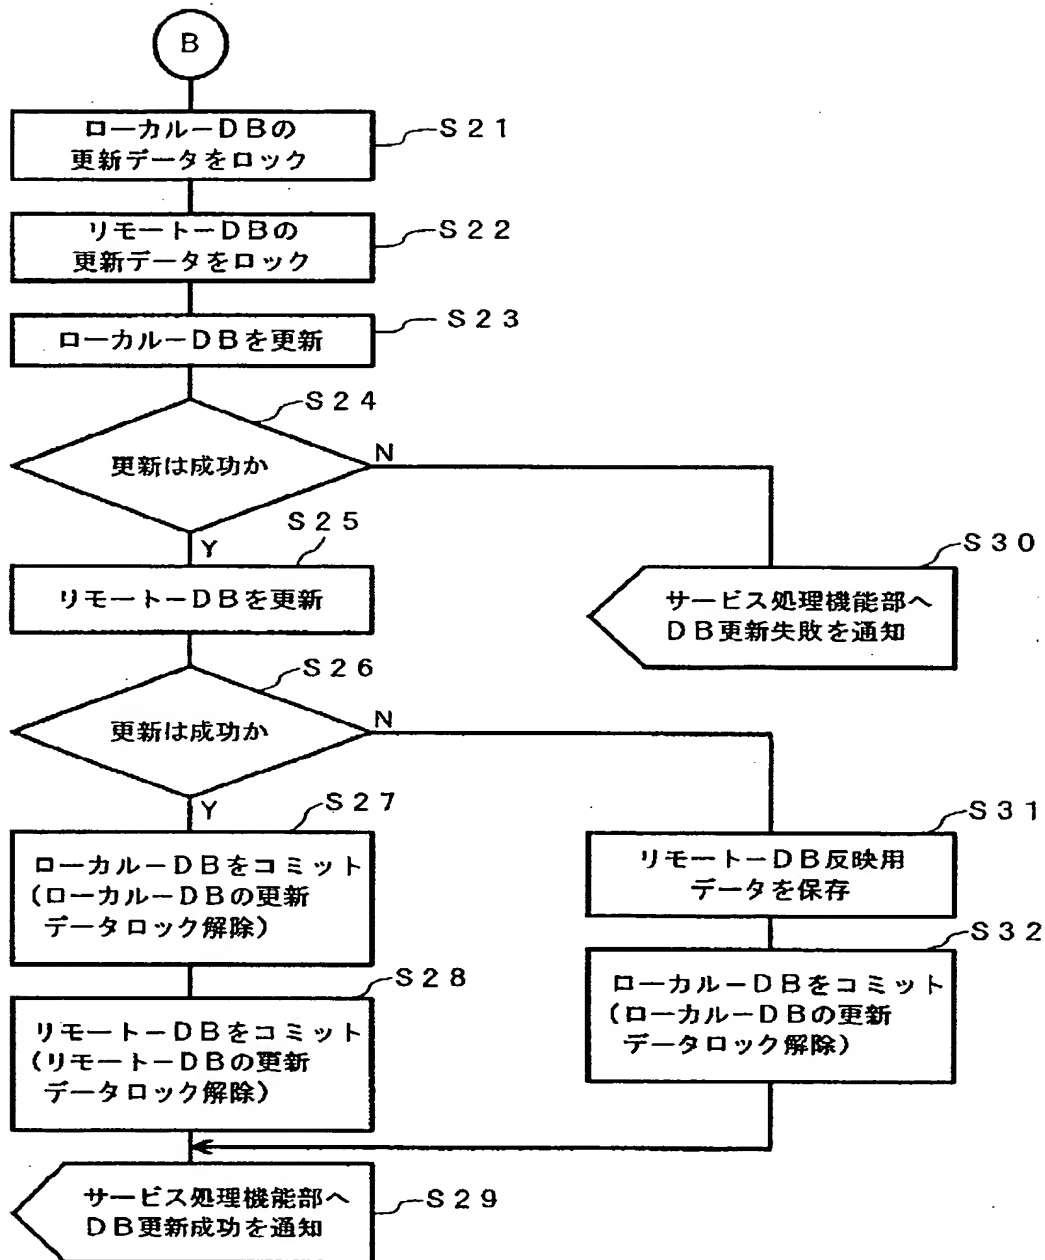 B
ローカル−ＤＢの
更新データをロック
Ｓ２１
リモート−ＤＢの
更新データをロック
Ｓ２２
ローカル−ＤＢを更新
Ｓ２３
Ｓ２４
更新は成功か
N
Y
Ｓ２５
リモート−ＤＢを更新
Ｓ３０
サービス処理機能部へ
ＤＢ更新失敗を通知
Ｓ２６
更新は成功か
N
Y
Ｓ２７
ローカル−ＤＢをコミット
（ローカル−ＤＢの更新
データロック解除）
Ｓ３１
リモート−ＤＢ反映用
データを保存
Ｓ３２
ローカル−ＤＢをコミット
（ローカル−ＤＢの更新
データロック解除）
Ｓ２８
リモート−ＤＢをコミット
（リモート−ＤＢの更新
データロック解除）
サービス処理機能部へ
ＤＢ更新成功を通知
Ｓ２９